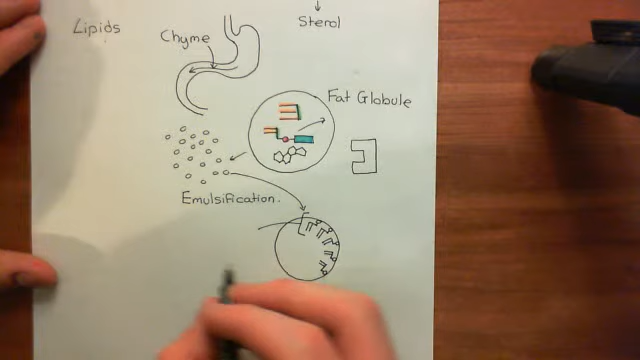 Lipids
Sterol
Chyme
Fat Globule
Emulsification.